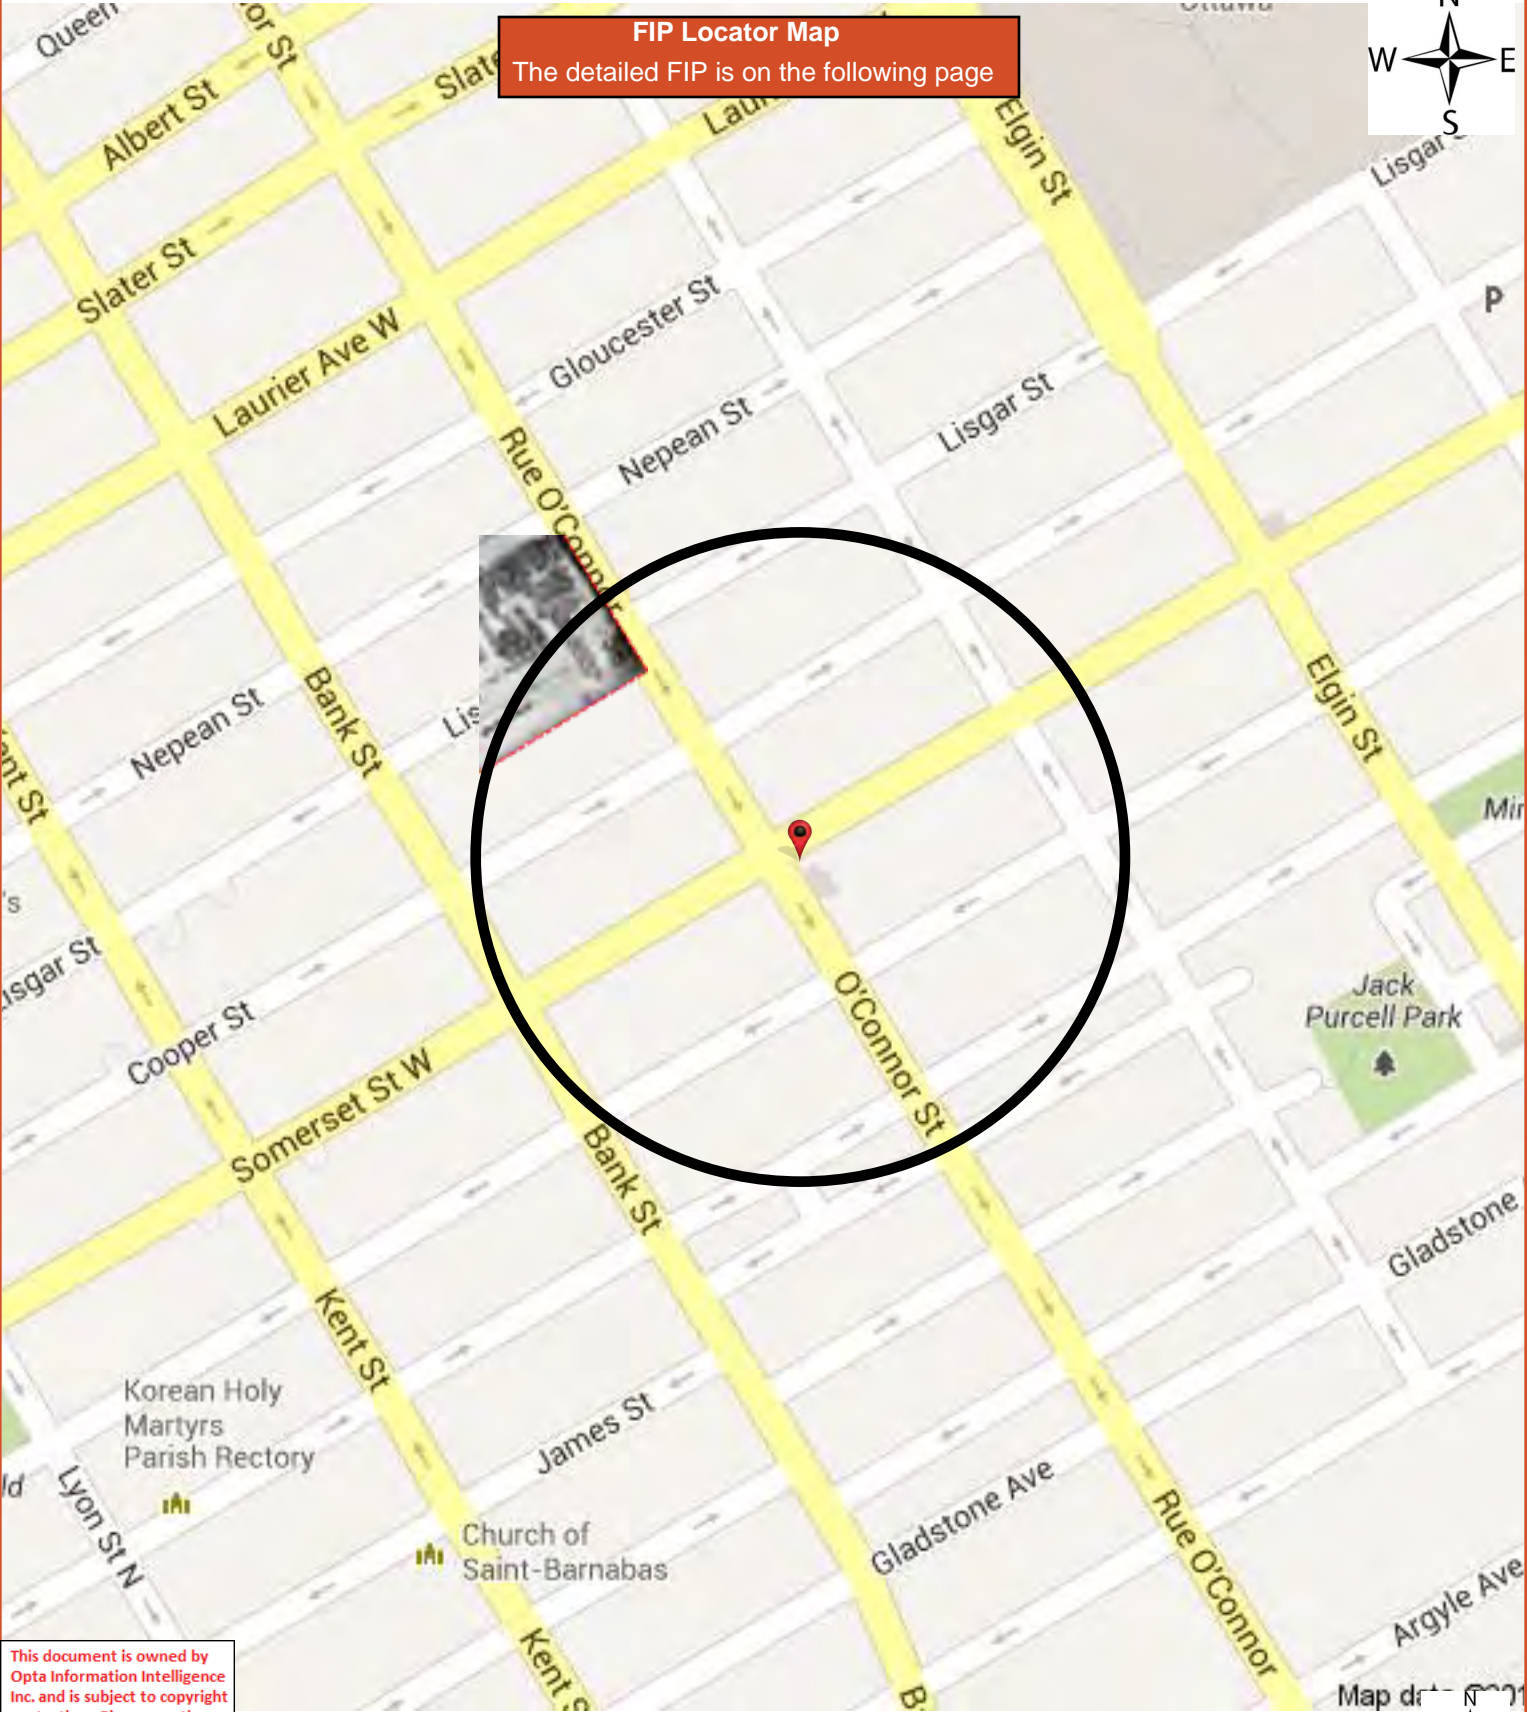 FIP Locator Map
The detailed FIP is on the following page
N
W
E
S
Queen
Albert St
Slater St
Laurier Ave W
Elgin St
Lisgar
P
Gloucester St
Nepean St
Lisgar St
Rue O'Connor
Bank St
Nepean St
Lis
Elgin St
Kent St
's
Cooper St
Somerset St W
O'Connor St
Jack
Purcell Park
Bank St
Kent St
Gladstone
Korean Holy
Martyrs
Parish Rectory
James St
Lyon St N
Church of
Saint-Barnabas
Gladstone Ave
Rue O'Connor
Argyle Ave
This document is owned by
Opta Information Intelligence
Inc. and is subject to copyright
Map da
N